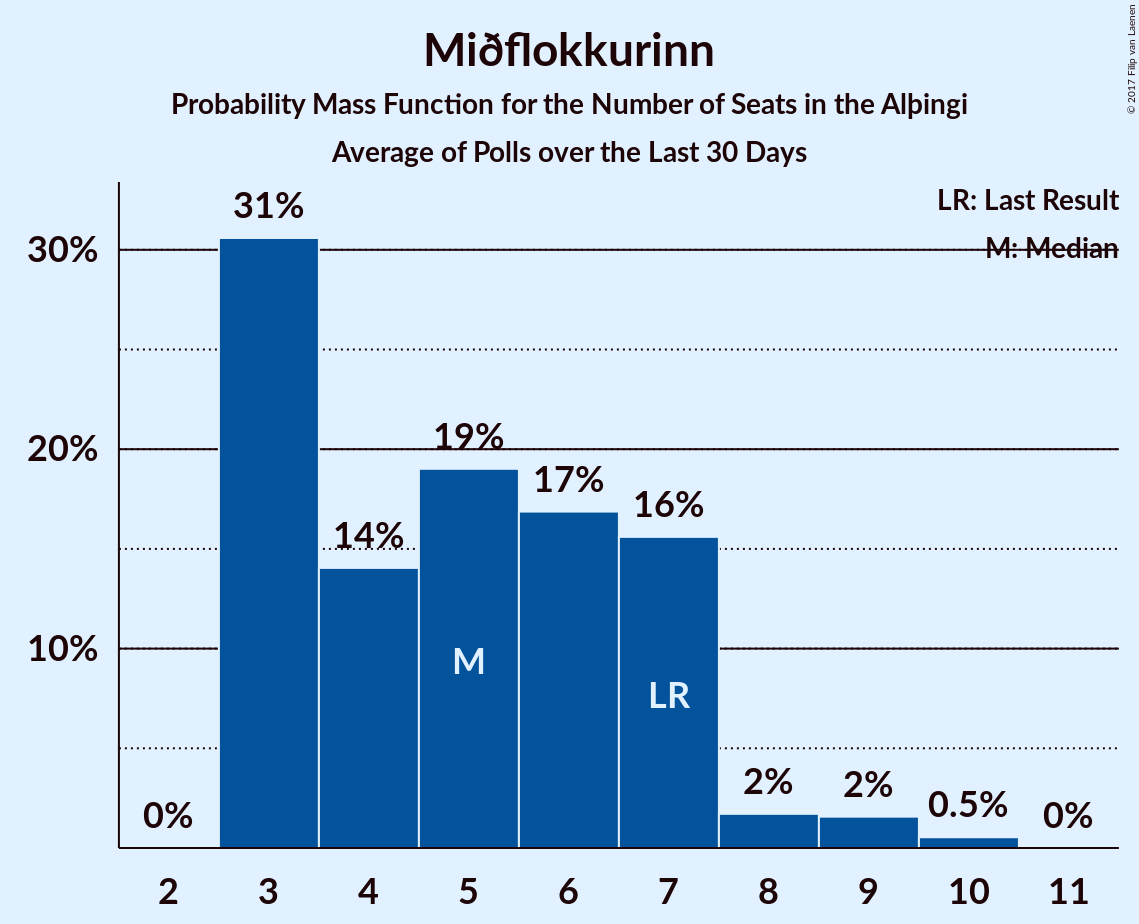 Miðflokkurinn
Probability Mass Function for the Number of Seats in the Alþingi
Average of Polls over the Last 30 Days
© 2017 Filip van Laenen
LR: Last Result
M: Median
30%
20%
10%
0%
31%
14%
19%
17%
16%
2%
2%
0.5%
0%
M
LR
2 3 4 5 6 7 8 9 10 11